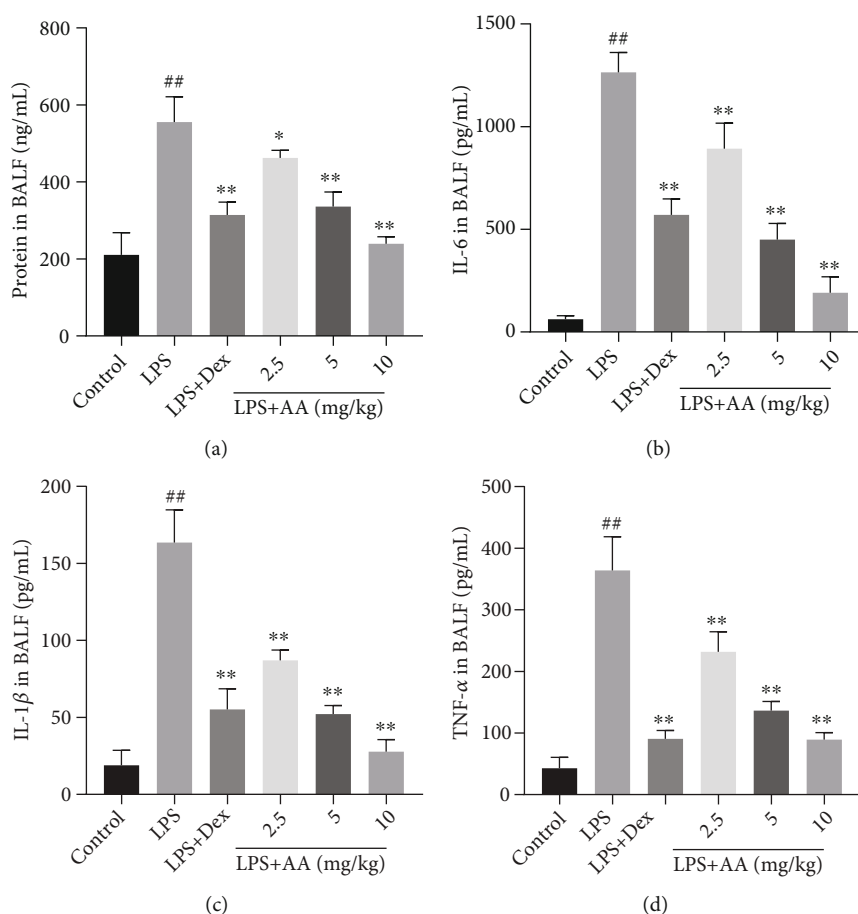 Protein in BALF (ng/mL)
800
600
400
200
0
##
**
*
**
**
Control
LPS
LPS+Dex
2.5
5
10
LPS+AA (mg/kg)
(a)
IL-6 in BALF (pg/mL)
1500
1000
500
0
##
**
**
**
**
Control
LPS
LPS+Dex
2.5
5
10
LPS+AA (mg/kg)
(b)
IL-1β in BALF (pg/mL)
200
150
100
50
0
##
**
**
**
**
Control
LPS
LPS+Dex
2.5
5
10
LPS+AA (mg/kg)
(c)
TNF-α in BALF (pg/mL)
500
400
300
200
100
0
##
**
**
**
**
Control
LPS
LPS+Dex
2.5
5
10
LPS+AA (mg/kg)
(d)